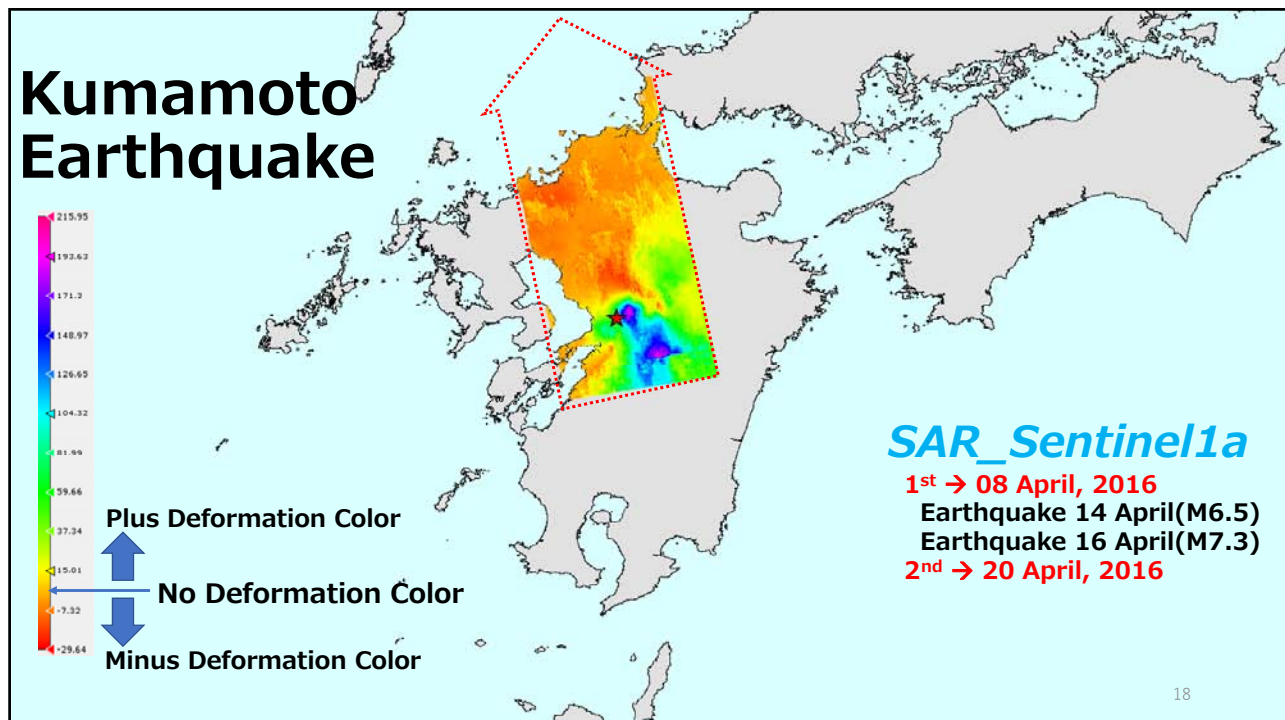 Kumamoto
Earthquake
215.95
193.63
171.3
148.97
126.65
104.32
81.99
59.66
37.34
15.01
-7.32
-29.64
Plus Deformation Color
No Deformation Color
Minus Deformation Color
SAR_Sentinel1a
1st → 08 April, 2016
Earthquake 14 April(M6.5)
Earthquake 16 April(M7.3)
2nd → 20 April, 2016
18